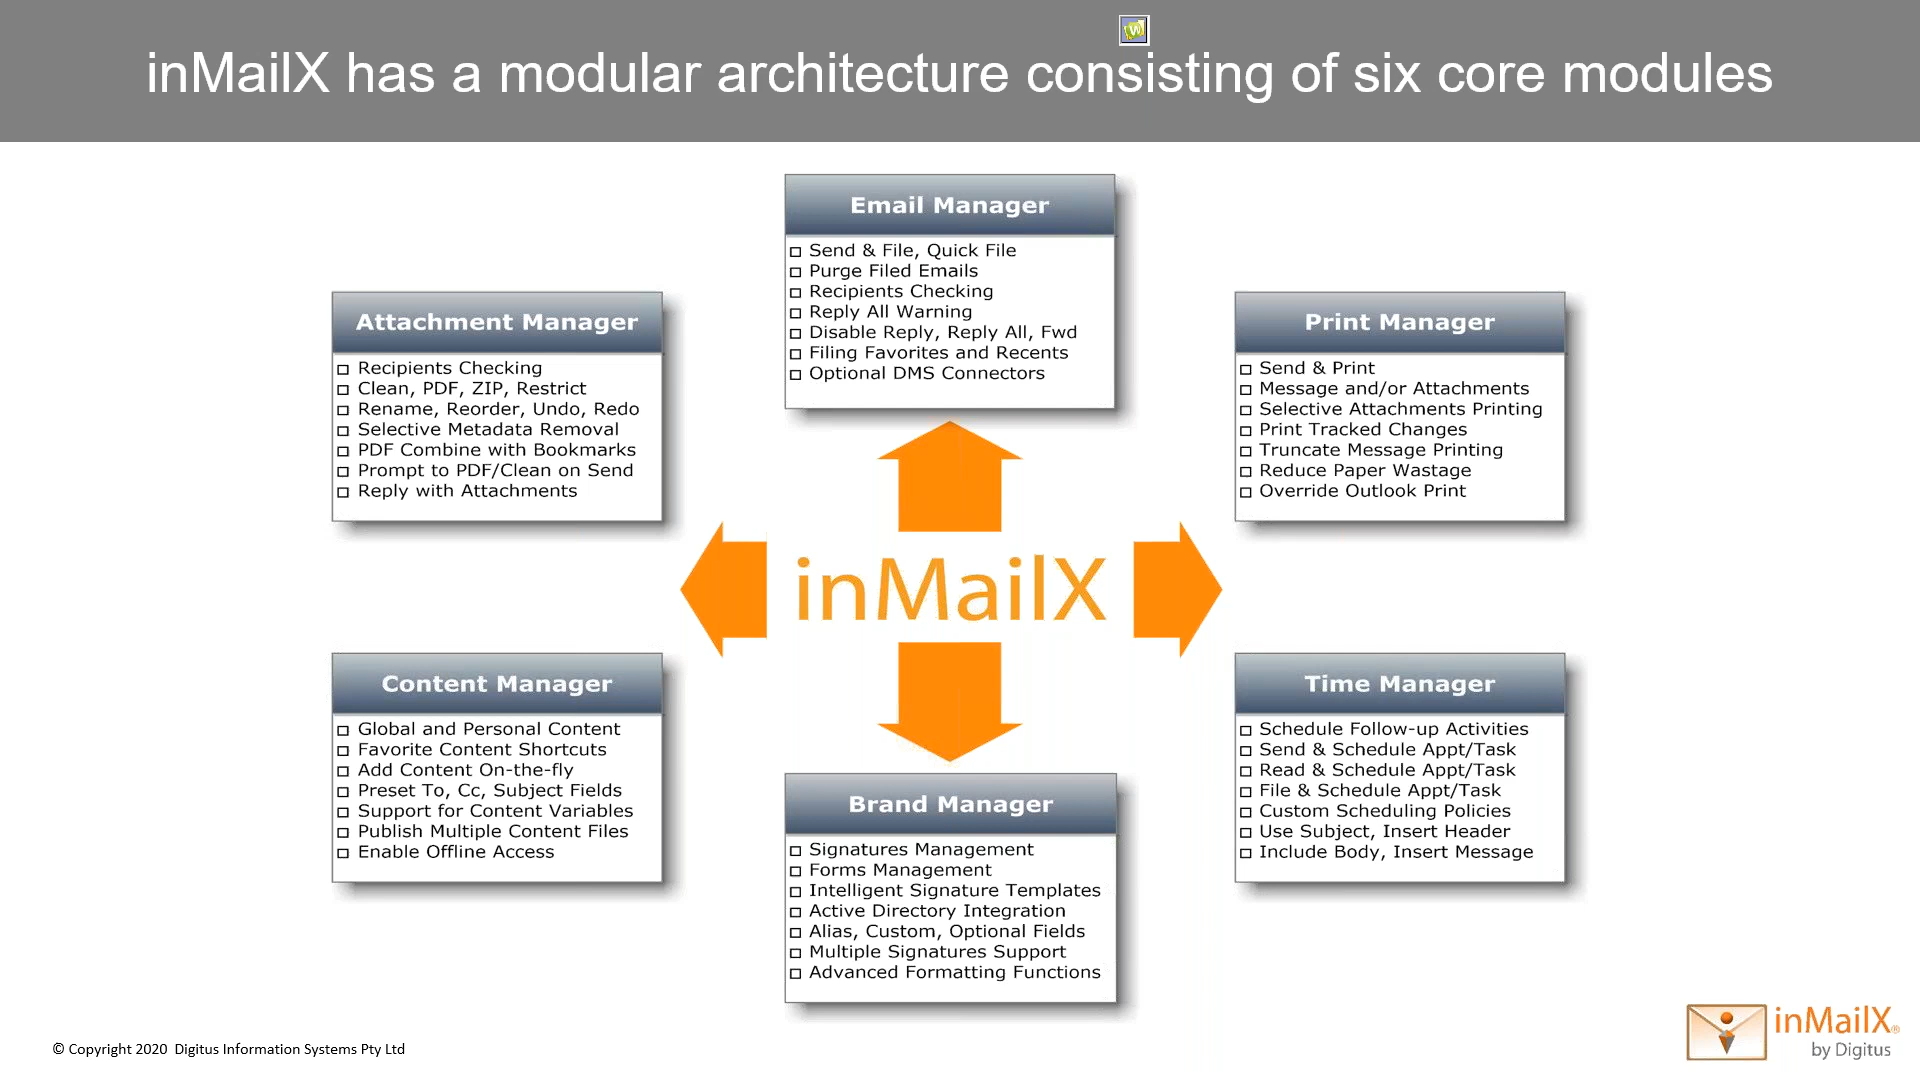 inMailX has a modular architecture consisting of six core modules
Email Manager
Send & File, Quick File
Purge Filed Emails
Recipients Checking
Reply All Warning
Disable Reply, Reply All, Fwd
Filing Favorites and Recents
Optional DMS Connectors
Attachment Manager
Recipients Checking
Clean, PDF, ZIP, Restrict
Rename, Reorder, Undo, Redo
Selective Metadata Removal
PDF Combine with Bookmarks
Prompt to PDF/Clean on Send
Reply with Attachments
Print Manager
Send & Print
Message and/or Attachments
Selective Attachments Printing
Print Tracked Changes
Truncate Message Printing
Reduce Paper Wastage
Override Outlook Print
inMailX
Content Manager
Global and Personal Content
Favorite Content Shortcuts
Add Content On-the-fly
Preset To, Cc, Subject Fields
Support for Content Variables
Publish Multiple Content Files
Enable Offline Access
Time Manager
Schedule Follow-up Activities
Send & Schedule Appt/Task
Read & Schedule Appt/Task
File & Schedule Appt/Task
Custom Scheduling Policies
Use Subject, Insert Header
Include Body, Insert Message
Brand Manager
Signatures Management
Forms Management
Intelligent Signature Templates
Active Directory Integration
Alias, Custom, Optional Fields
Multiple Signatures Support
Advanced Formatting Functions
© Copyright 2020 Digitus Information Systems Pty Ltd
inMailX®
by Digitus